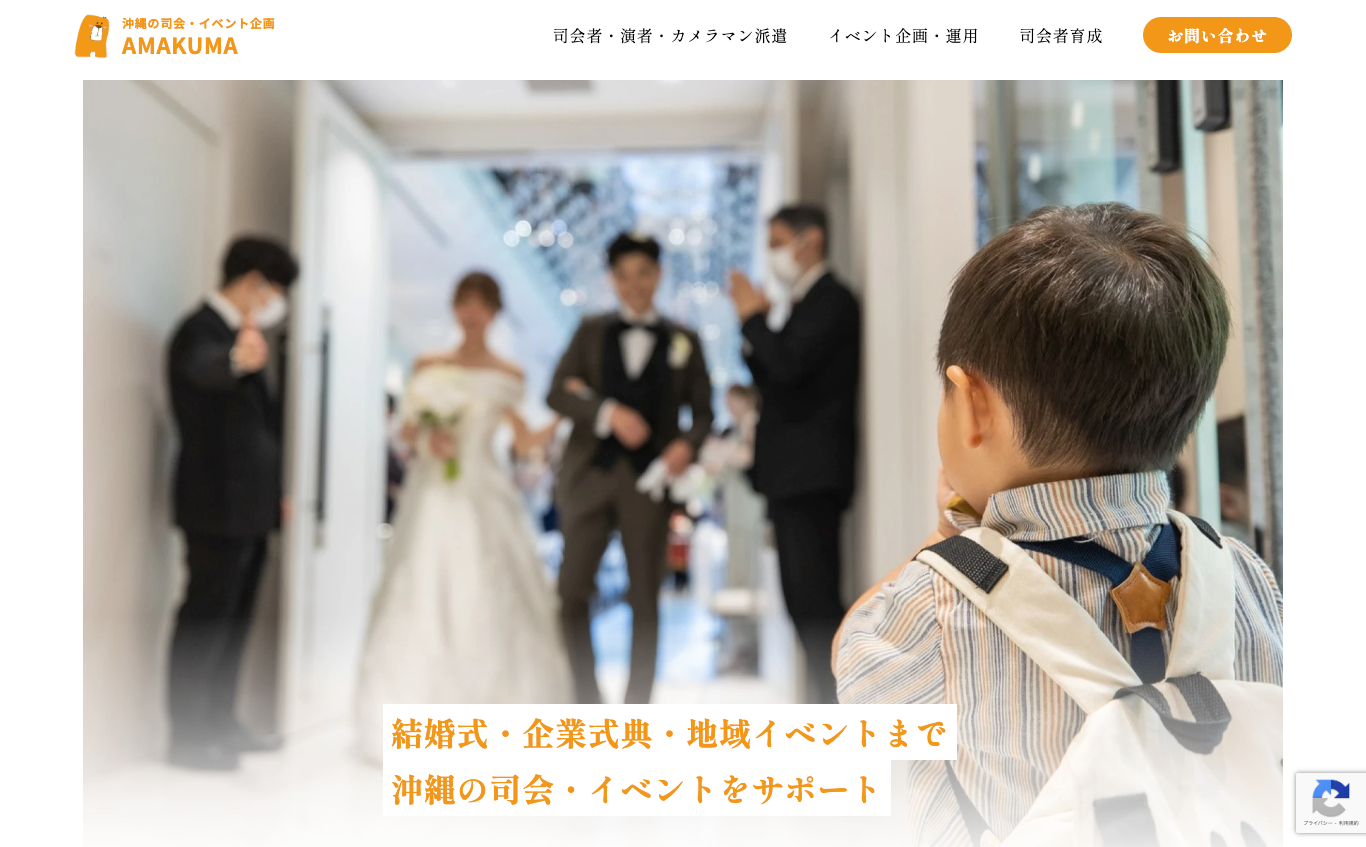 沖縄の司会・イベント企画
AMAKUMA
司会者・演者・カメラマン派遣
イベント企画・運用
司会者育成
お問い合わせ
結婚式・企業式典・地域イベントまで
沖縄の司会・イベントをサポート
プライバシー - 利用規約